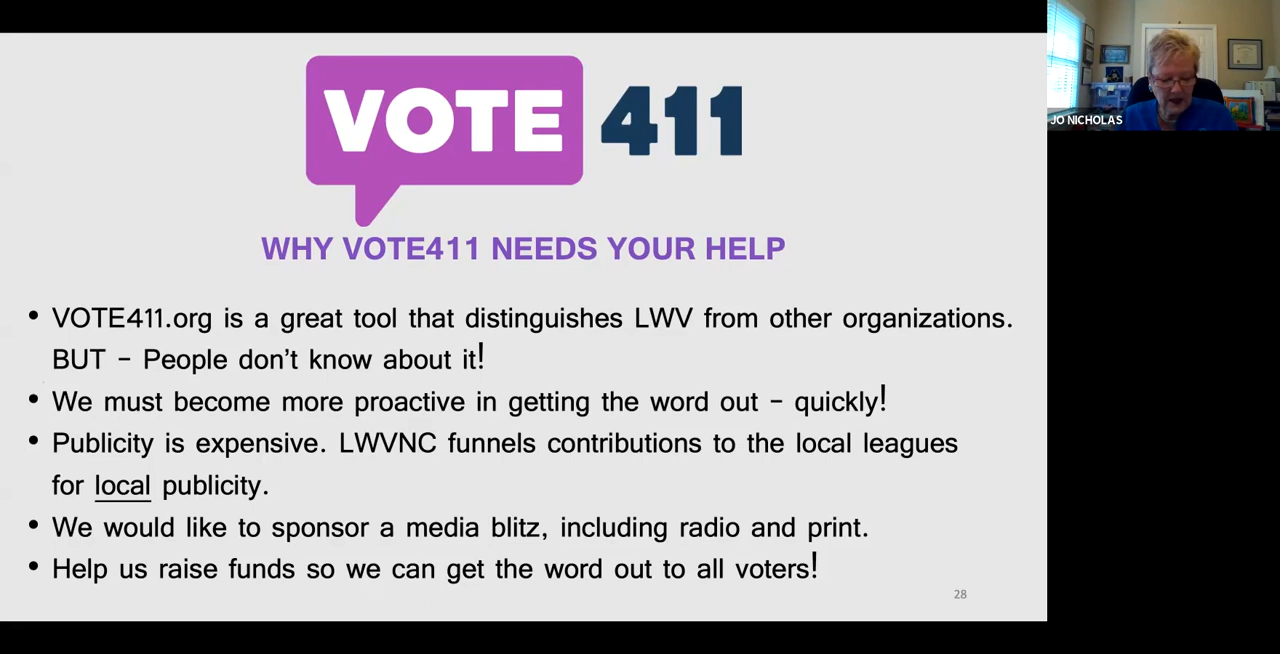 VOTE 411
JO NICHOLAS
WHY VOTE411 NEEDS YOUR HELP
• VOTE411.org is a great tool that distinguishes LWV from other organizations.
BUT – People don't know about it!
• We must become more proactive in getting the word out – quickly!
• Publicity is expensive. LWVNC funnels contributions to the local leagues
for local publicity.
• We would like to sponsor a media blitz, including radio and print.
• Help us raise funds so we can get the word out to all voters!
28